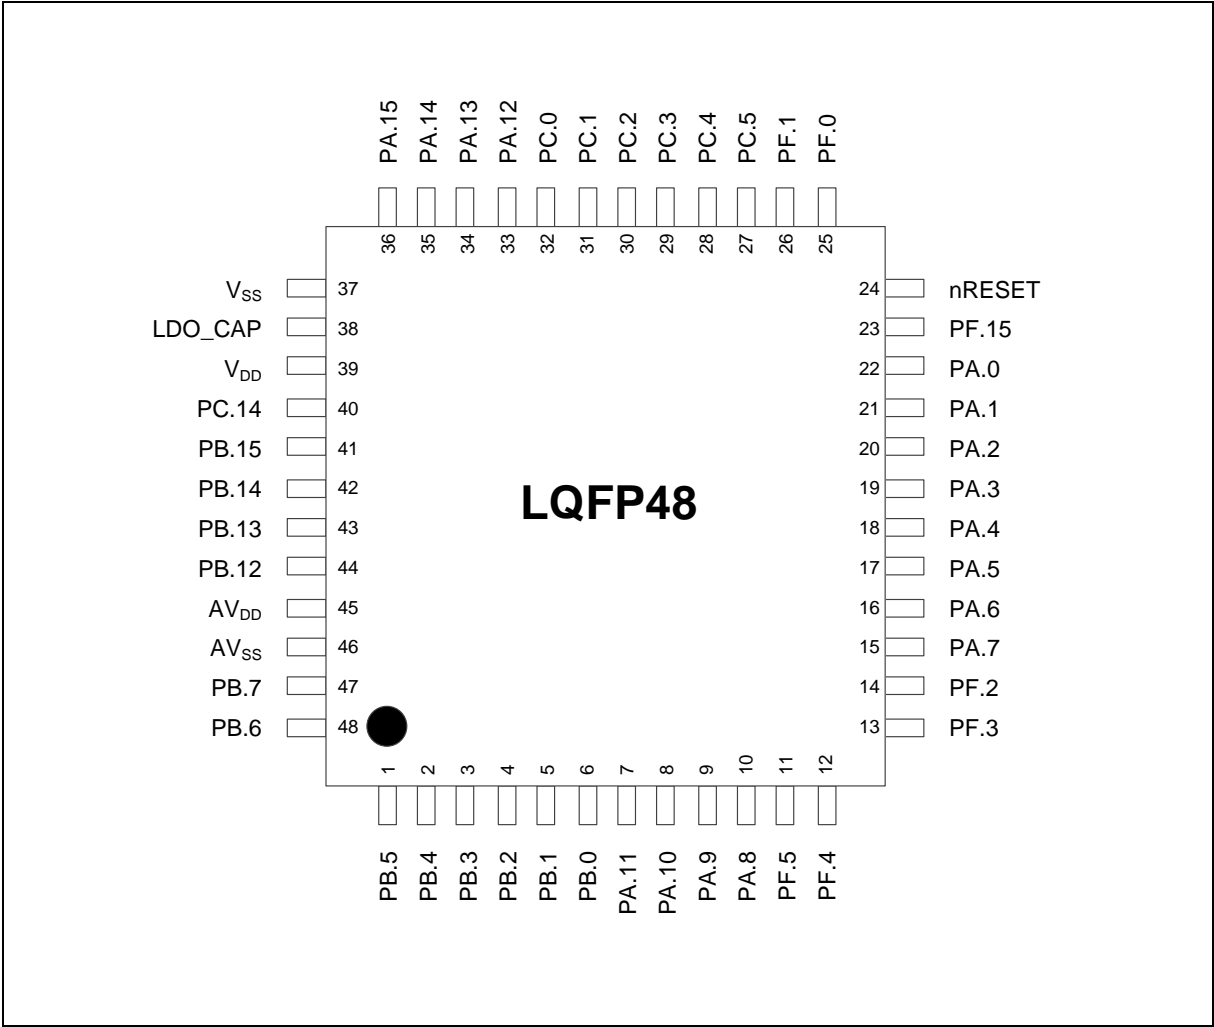 PA.15
PA.14
PA.13
PA.12
PC.0
PC.1
PC.2
PC.3
PC.4
PC.5
PF.1
PF.0
36
35
34
33
32
31
30
29
28
27
26
25
VSS 37
LDO_CAP 38
VDD 39
PC.14 40
PB.15 41
PB.14 42
PB.13 43
PB.12 44
AVDD 45
AVSS 46
PB.7 47
PB.6 48
LQFP48
24 nRESET
23 PF.15
22 PA.0
21 PA.1
20 PA.2
19 PA.3
18 PA.4
17 PA.5
16 PA.6
15 PA.7
14 PF.2
13 PF.3
1
2
3
4
5
6
7
8
9
10
11
12
PB.5
PB.4
PB.3
PB.2
PB.1
PB.0
PA.11
PA.10
PA.9
PA.8
PF.5
PF.4